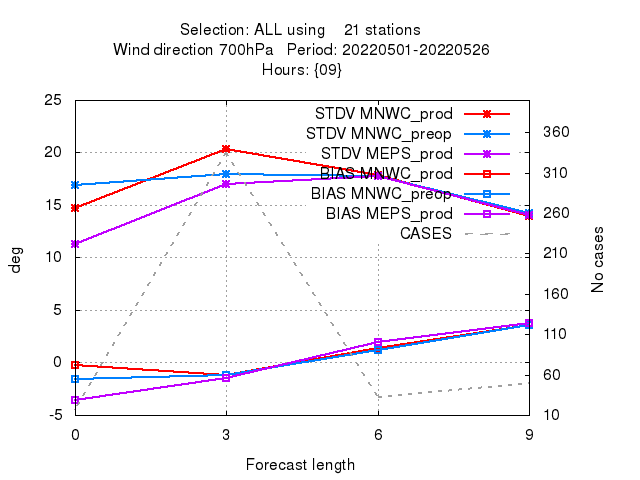 Selection: ALL using 21 stations
Wind direction 700hPa Period: 20220501-20220526
Hours: {09}
25
20
15
10
5
0
-5
deg
STDV MNWC_prod
STDV MNWC_preop
STDV MEPS_prod
BIAS MNWC_prod
BIAS MNWC_preop
BIAS MEPS_prod
CASES
360
310
260
210
160
110
60
10
No cases
0 3 6 9
Forecast length